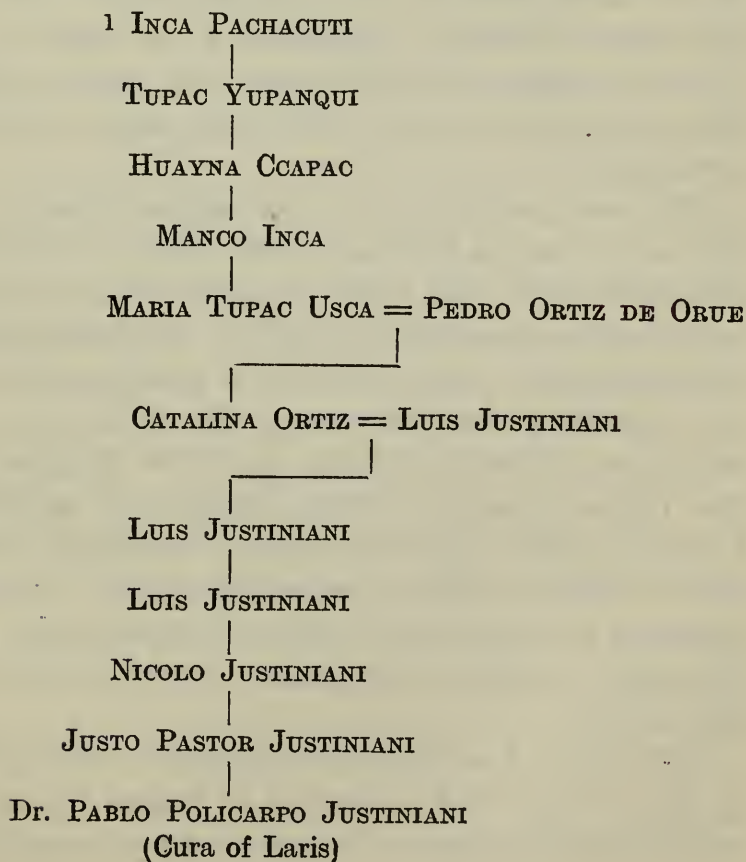 1 INCA PACHACUTI
TUPAC YUPANQUI
HUAYNA CCAPAC
MANCO INCA
MARIA TUPAC USCA = PEDRO ORTIZ DE ORUE
CATALINA ORTIZ = LUIS JUSTINIANI
LUIS JUSTINIANI
LUIS JUSTINIANI
NICOLO JUSTINIANI
JUSTO PASTOR JUSTINIANI
Dr. PABLO POLICARPO JUSTINIANI
(Cura of Laris)